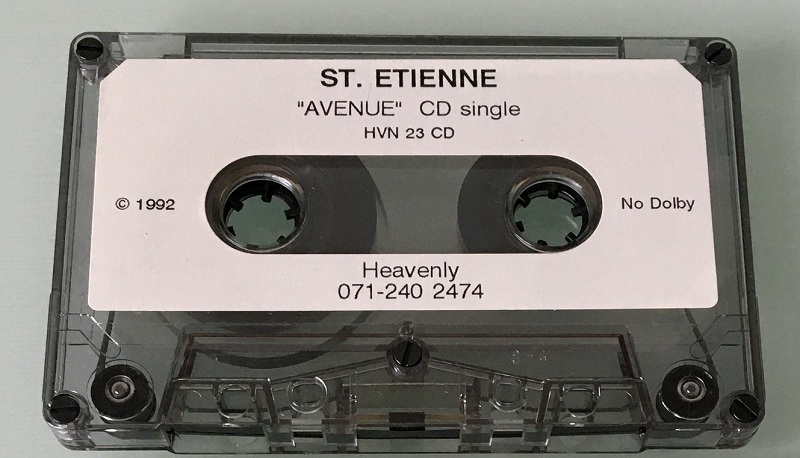 ST. ETIENNE
"AVENUE" CD single
HVN 23 CD
© 1992
No Dolby
Heavenly
071-240 2474